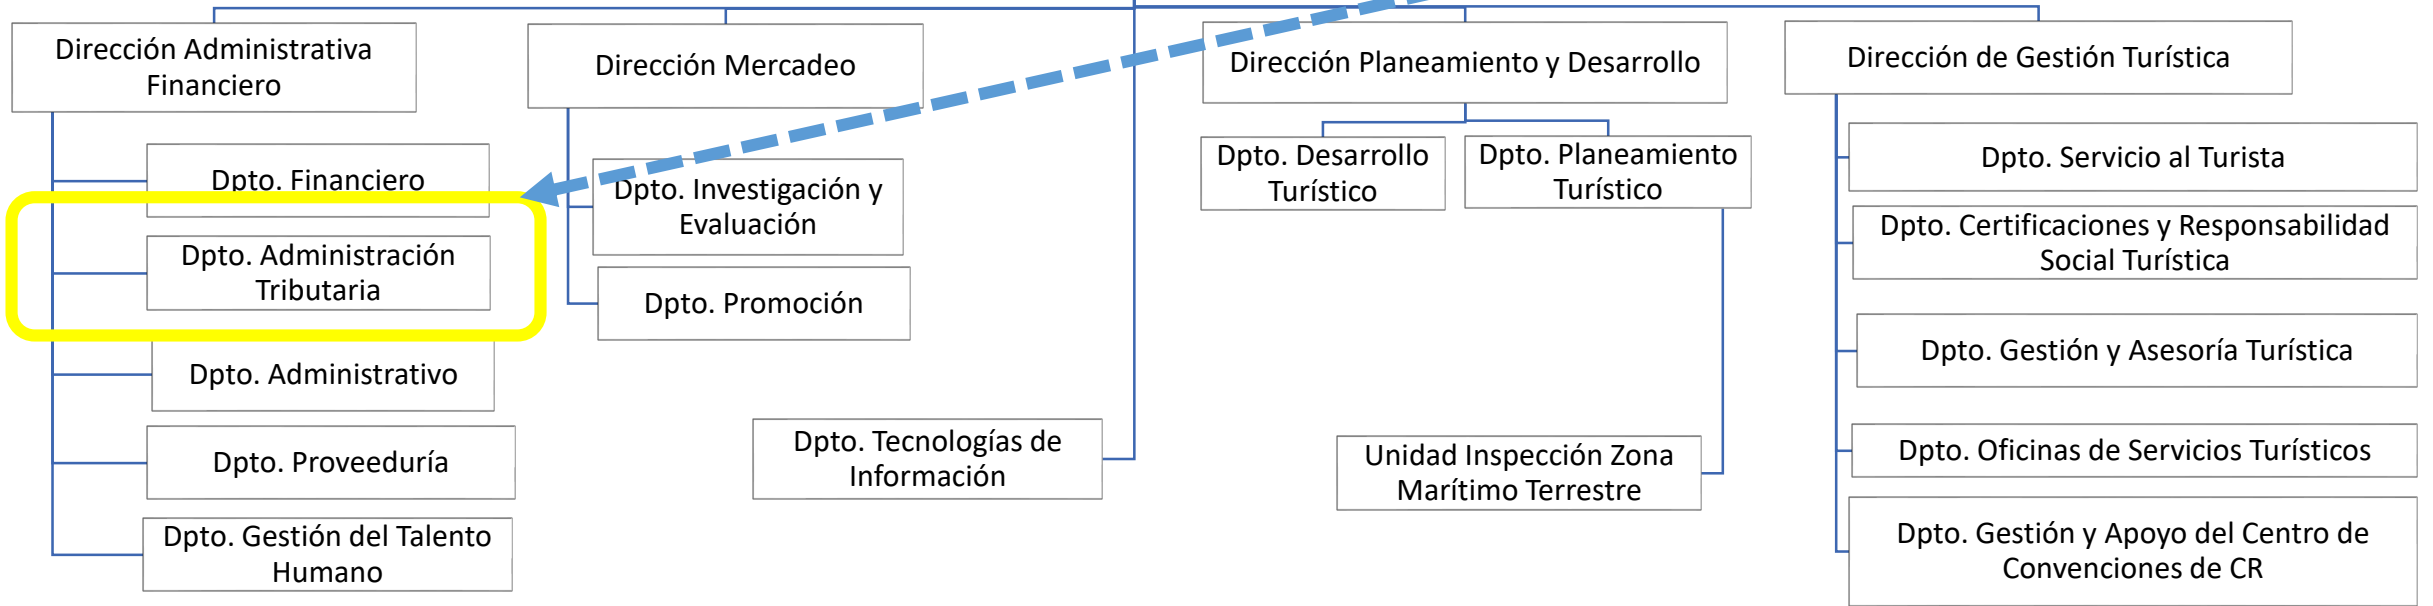 Dirección Administrativa
Financiero
Dpto. Financiero
Dpto. Administración
Tributaria
Dpto. Administrativo
Dpto. Proveeduría
Dpto. Gestión del Talento
Humano
Dirección Mercadeo
Dpto. Investigación y
Evaluación
Dpto. Promoción
Dpto. Tecnologías de
Información
Dirección Planeamiento y Desarrollo
Dpto. Desarrollo
Turístico
Dpto. Planeamiento
Turístico
Unidad Inspección Zona
Marítimo Terrestre
Dirección de Gestión Turística
Dpto. Servicio al Turista
Dpto. Certificaciones y Responsabilidad
Social Turística
Dpto. Gestión y Asesoría Turística
Dpto. Oficinas de Servicios Turísticos
Dpto. Gestión y Apoyo del Centro de
Convenciones de CR